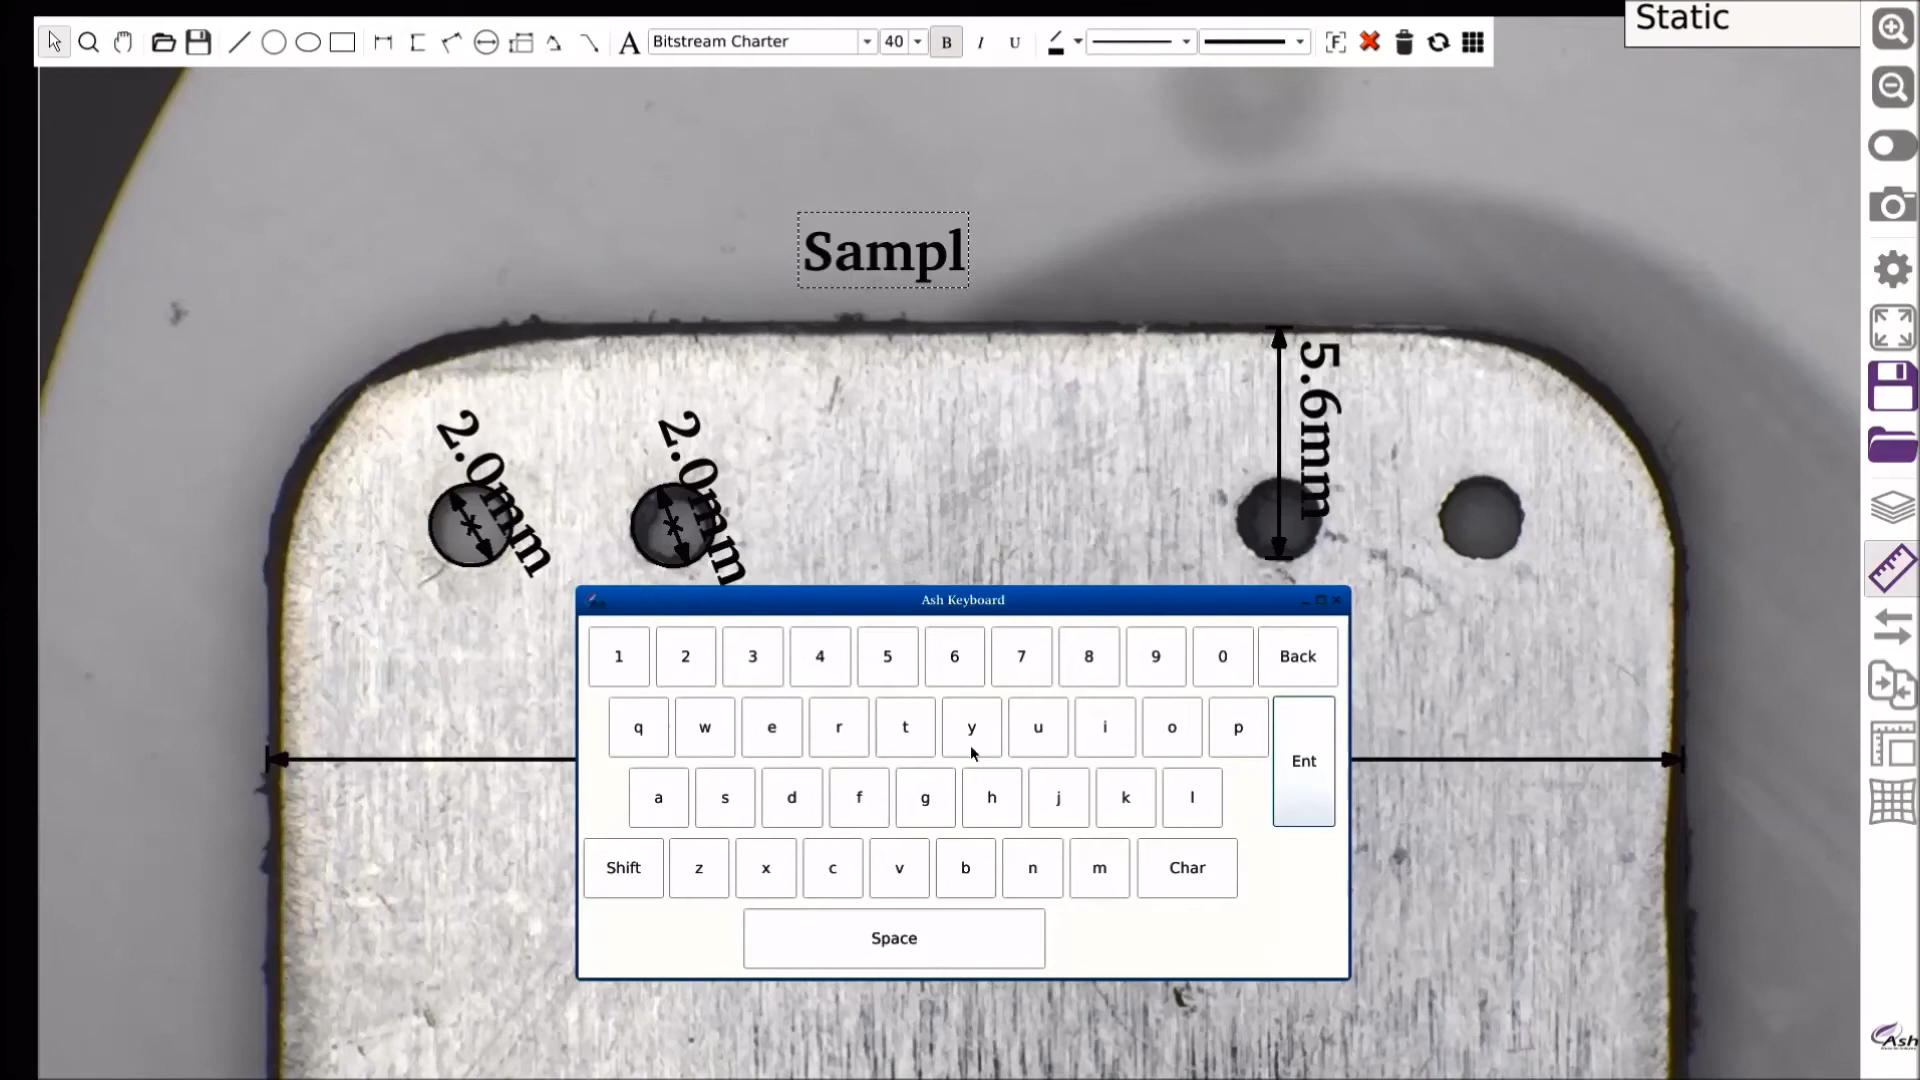 Static
Bitstream Charter 40 B I U
Sampl
5.6mm
2.0mm 2.0mm
Ash Keyboard
1 2 3 4 5 6 7 8 9 0 Back
q w e r t y u i o p
Ent
a s d f g h j k l
Shift z x c v b n m Char
Space
Ash